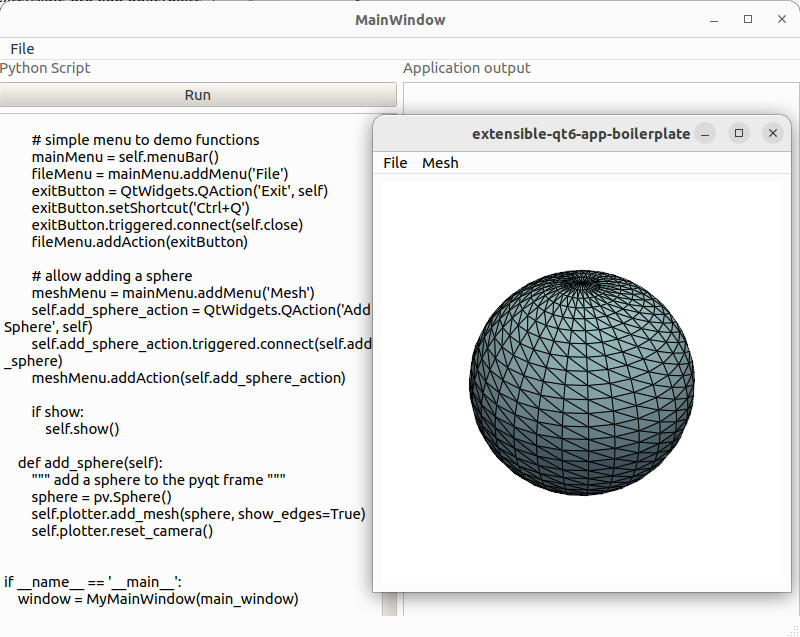 MainWindow
File
Python Script
Application output
Run
# simple menu to demo functions
mainMenu = self.menuBar()
fileMenu = mainMenu.addMenu('File')
exitButton = QtWidgets.QAction('Exit', self)
exitButton.setShortcut('Ctrl+Q')
exitButton.triggered.connect(self.close)
fileMenu.addAction(exitButton)
# allow adding a sphere
meshMenu = mainMenu.addMenu('Mesh')
self.add_sphere_action = QtWidgets.QAction('Add
Sphere', self)
self.add_sphere_action.triggered.connect(self.add
_sphere)
meshMenu.addAction(self.add_sphere_action)
if show:
self.show()
def add_sphere(self):
""" add a sphere to the pyqt frame """
sphere = pv.Sphere()
self.plotter.add_mesh(sphere, show_edges=True)
self.plotter.reset_camera()
if __name__ == '__main__':
window = MyMainWindow(main_window)
extensible-qt6-app-boilerplate
File Mesh